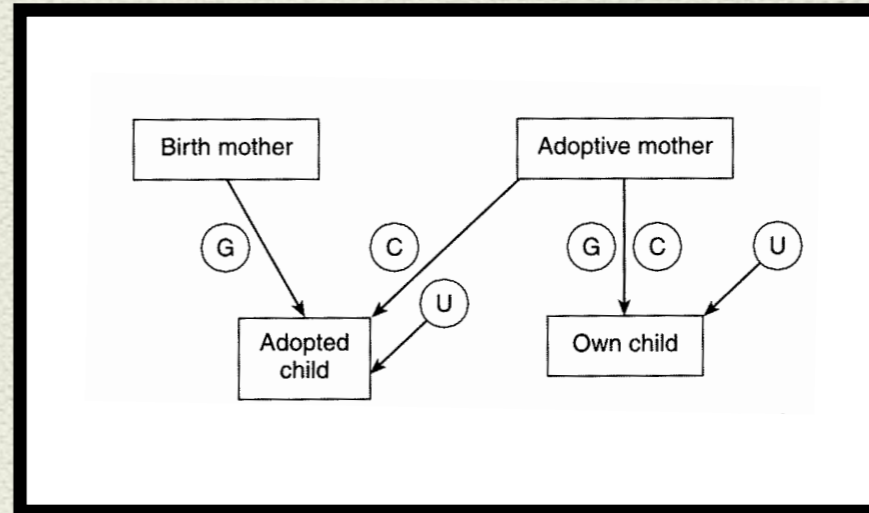 Birth mother
Adoptive mother
G
C
G
C
U
U
Adopted
child
Own child